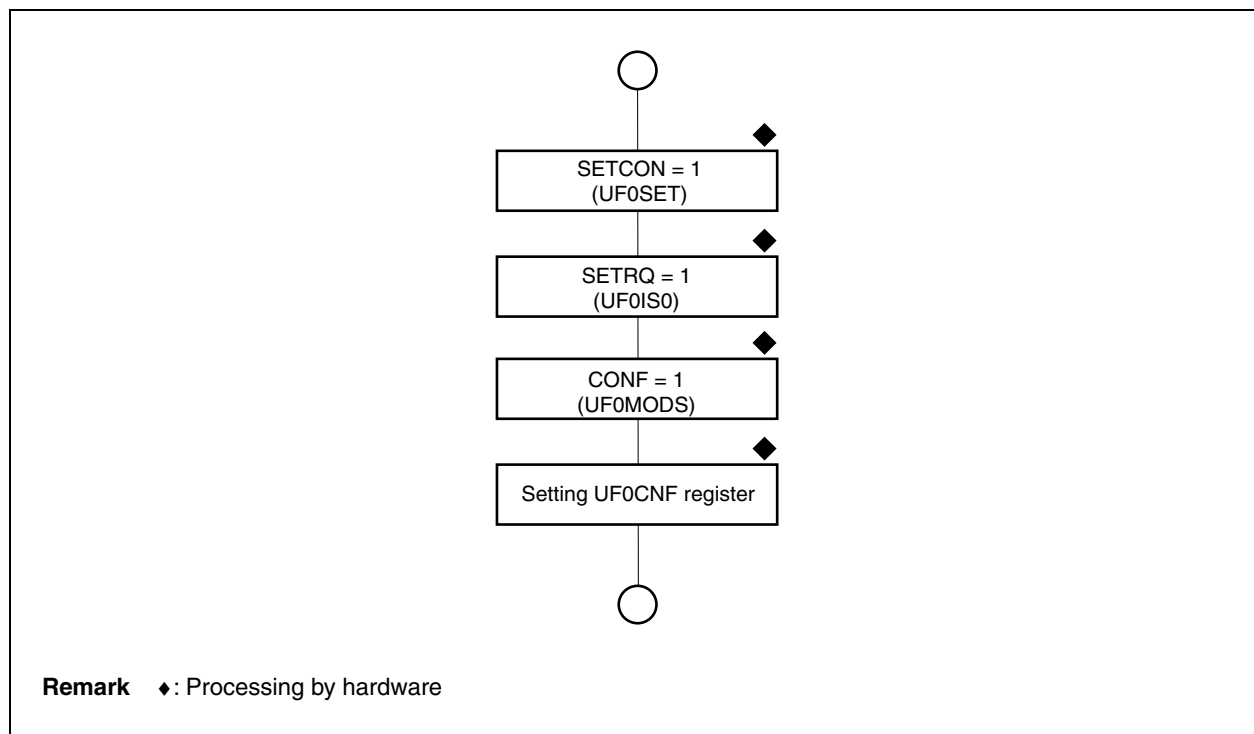 SETCON = 1
(UF0SET)
SETRQ = 1
(UF0IS0)
CONF = 1
(UF0MODS)
Setting UF0CNF register
Remark ♦: Processing by hardware